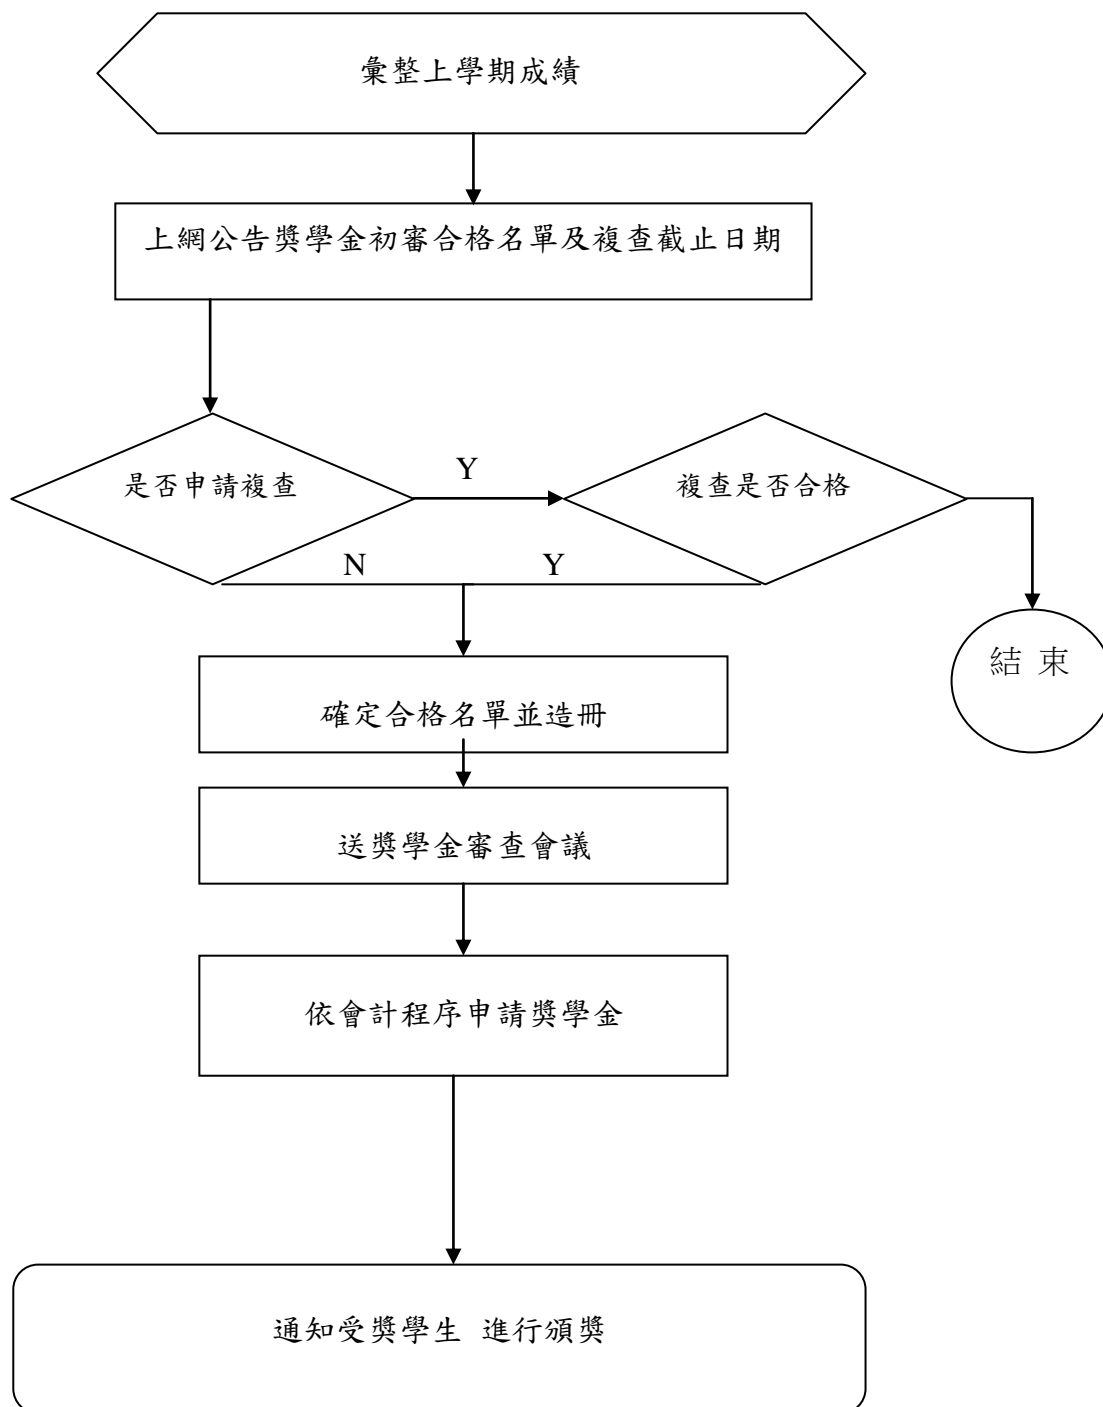 彙整上學期成績
上網公告獎學金初審合格名單及複查截止日期
是否申請複查
Y
複查是否合格
N
Y
結 束
確定合格名單並造冊
送獎學金審查會議
依會計程序申請獎學金
通知受獎學生 進行頒獎